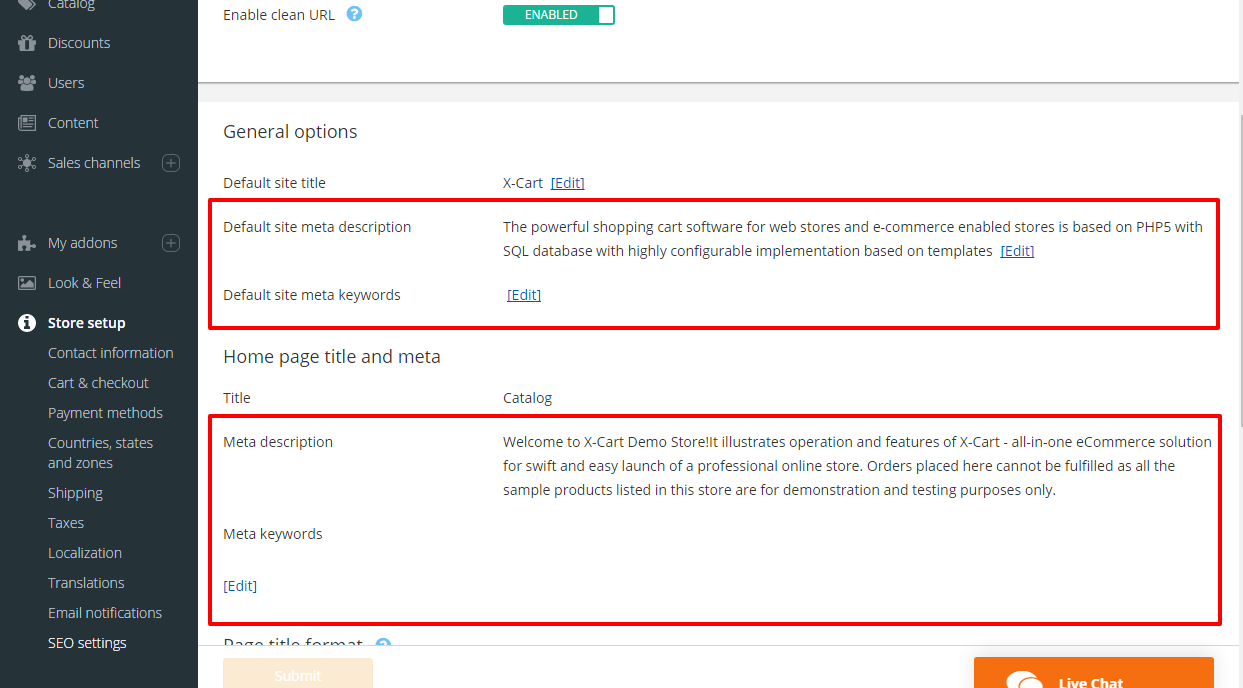 Catalog
Discounts
Users
Content
Sales channels
My addons
Look & Feel
Store setup
Contact information
Cart & checkout
Payment methods
Countries, states
and zones
Shipping
Taxes
Localization
Translations
Email notifications
SEO settings
Enable clean URL ?
ENABLED
General options
Default site title
X-Cart [Edit]
Default site meta description
The powerful shopping cart software for web stores and e-commerce enabled stores is based on PHP5 with
SQL database with highly configurable implementation based on templates [Edit]
Default site meta keywords
[Edit]
Home page title and meta
Title
Catalog
Meta description
Welcome to X-Cart Demo Store!It illustrates operation and features of X-Cart - all-in-one eCommerce solution
for swift and easy launch of a professional online store. Orders placed here cannot be fulfilled as all the
sample products listed in this store are for demonstration and testing purposes only.
Meta keywords
[Edit]
Page title format ?
Submit
Live Chat